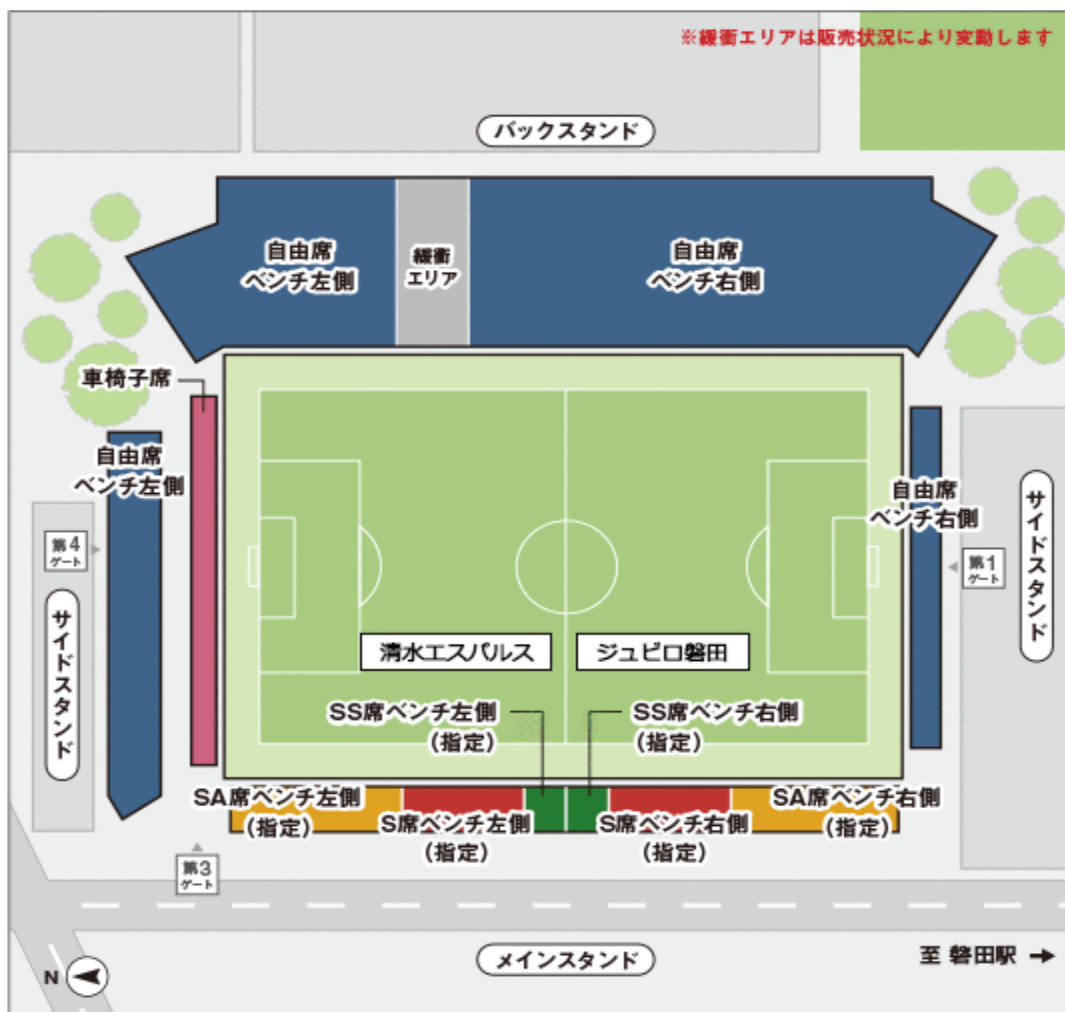 ※緩衝エリアは販売状況により変動します
バックスタンド
自由席
ベンチ左側
緩衝
エリア
自由席
ベンチ右側
車椅子席
自由席
ベンチ左側
自由席
ベンチ右側
第4
ゲート
サイドスタンド
第1
ゲート
サイドスタンド
清水エスパルス
ジュビロ磐田
SS席ベンチ左側
(指定)
SS席ベンチ右側
(指定)
SA席ベンチ左側
(指定)
S席ベンチ左側
(指定)
S席ベンチ右側
(指定)
SA席ベンチ右側
(指定)
第3
ゲート
メインスタンド
至 磐田駅 →
N